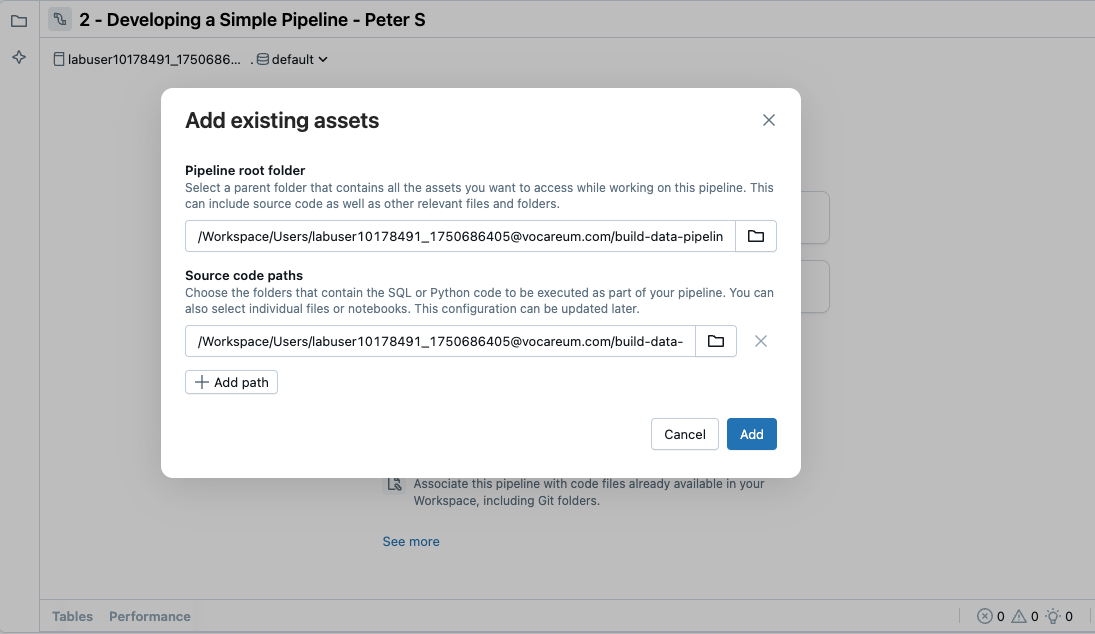 2 - Developing a Simple Pipeline - Peter S
labuser10178491_1750686... . default
Add existing assets
Pipeline root folder
Select a parent folder that contains all the assets you want to access while working on this pipeline. This
can include source code as well as other relevant files and folders.
/Workspace/Users/labuser10178491_1750686405@vocareum.com/build-data-pipelin
Source code paths
Choose the folders that contain the SQL or Python code to be executed as part of your pipeline. You can
also select individual files or notebooks. This configuration can be updated later.
/Workspace/Users/labuser10178491_1750686405@vocareum.com/build-data-
Add path
Cancel Add
Associate this pipeline with code files already available in your
Workspace, including Git folders.
See more
Tables Performance 0 0 0